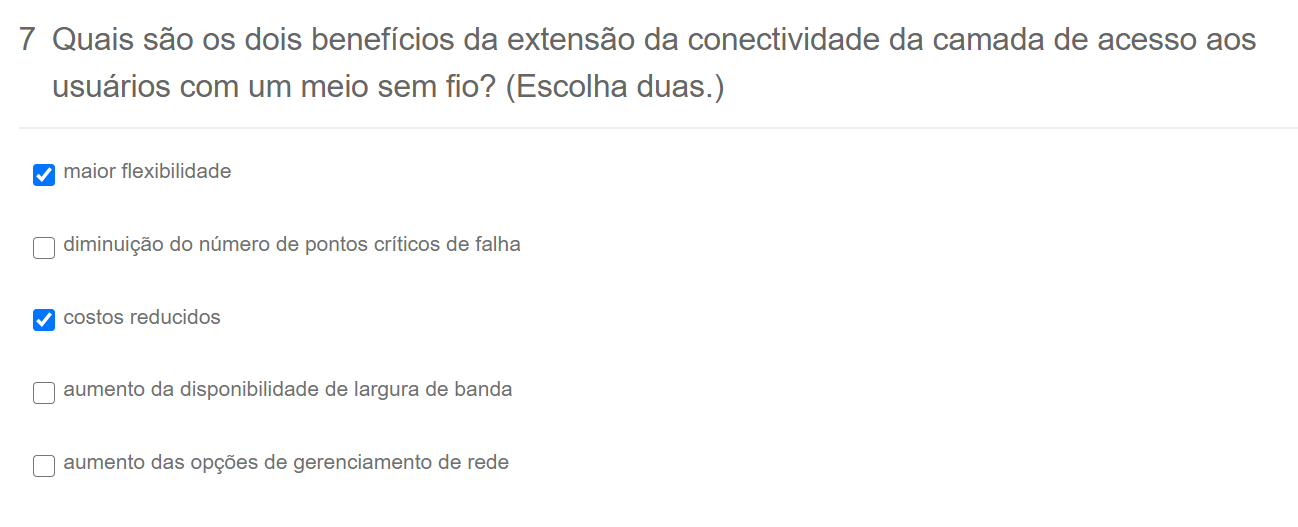 7 Quais são os dois benefícios da extensão da conectividade da camada de acesso aos
usuários com um meio sem fio? (Escolha duas.)
maior flexibilidade
diminuição do número de pontos críticos de falha
costos reducidos
aumento da disponibilidade de largura de banda
aumento das opções de gerenciamento de rede